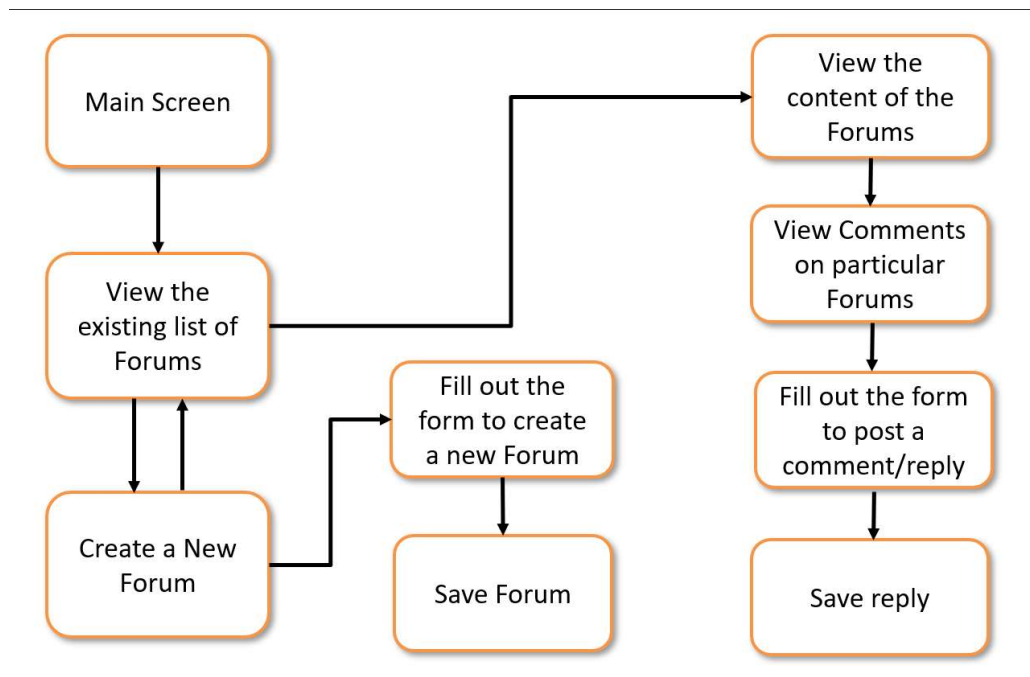 Main Screen
View the
existing list of
Forums
Create a New
Forum
Fill out the
form to create
a new Forum
Save Forum
View the
content of the
Forums
View Comments
on particular
Forums
Fill out the form
to post a
comment/reply
Save reply